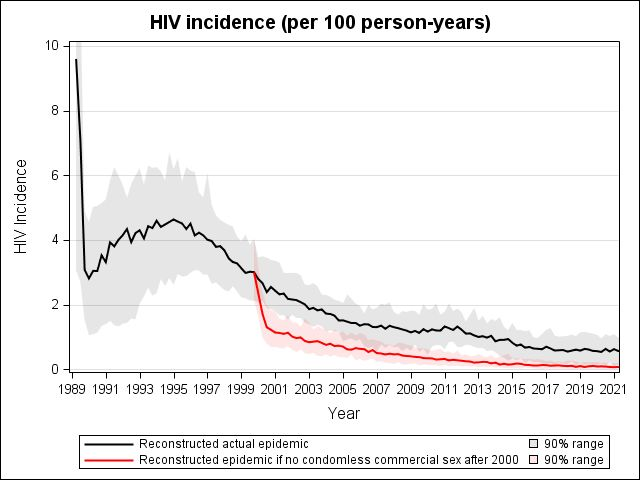 HIV incidence (per 100 person-years)
10
8
6
4
2
0
HIV Incidence
1989 1991 1993 1995 1997 1999 2001 2003 2005 2007 2009 2011 2013 2015 2017 2019 2021
Year
Reconstructed actual epidemic 90% range
Reconstructed epidemic if no condomless commercial sex after 2000 90% range